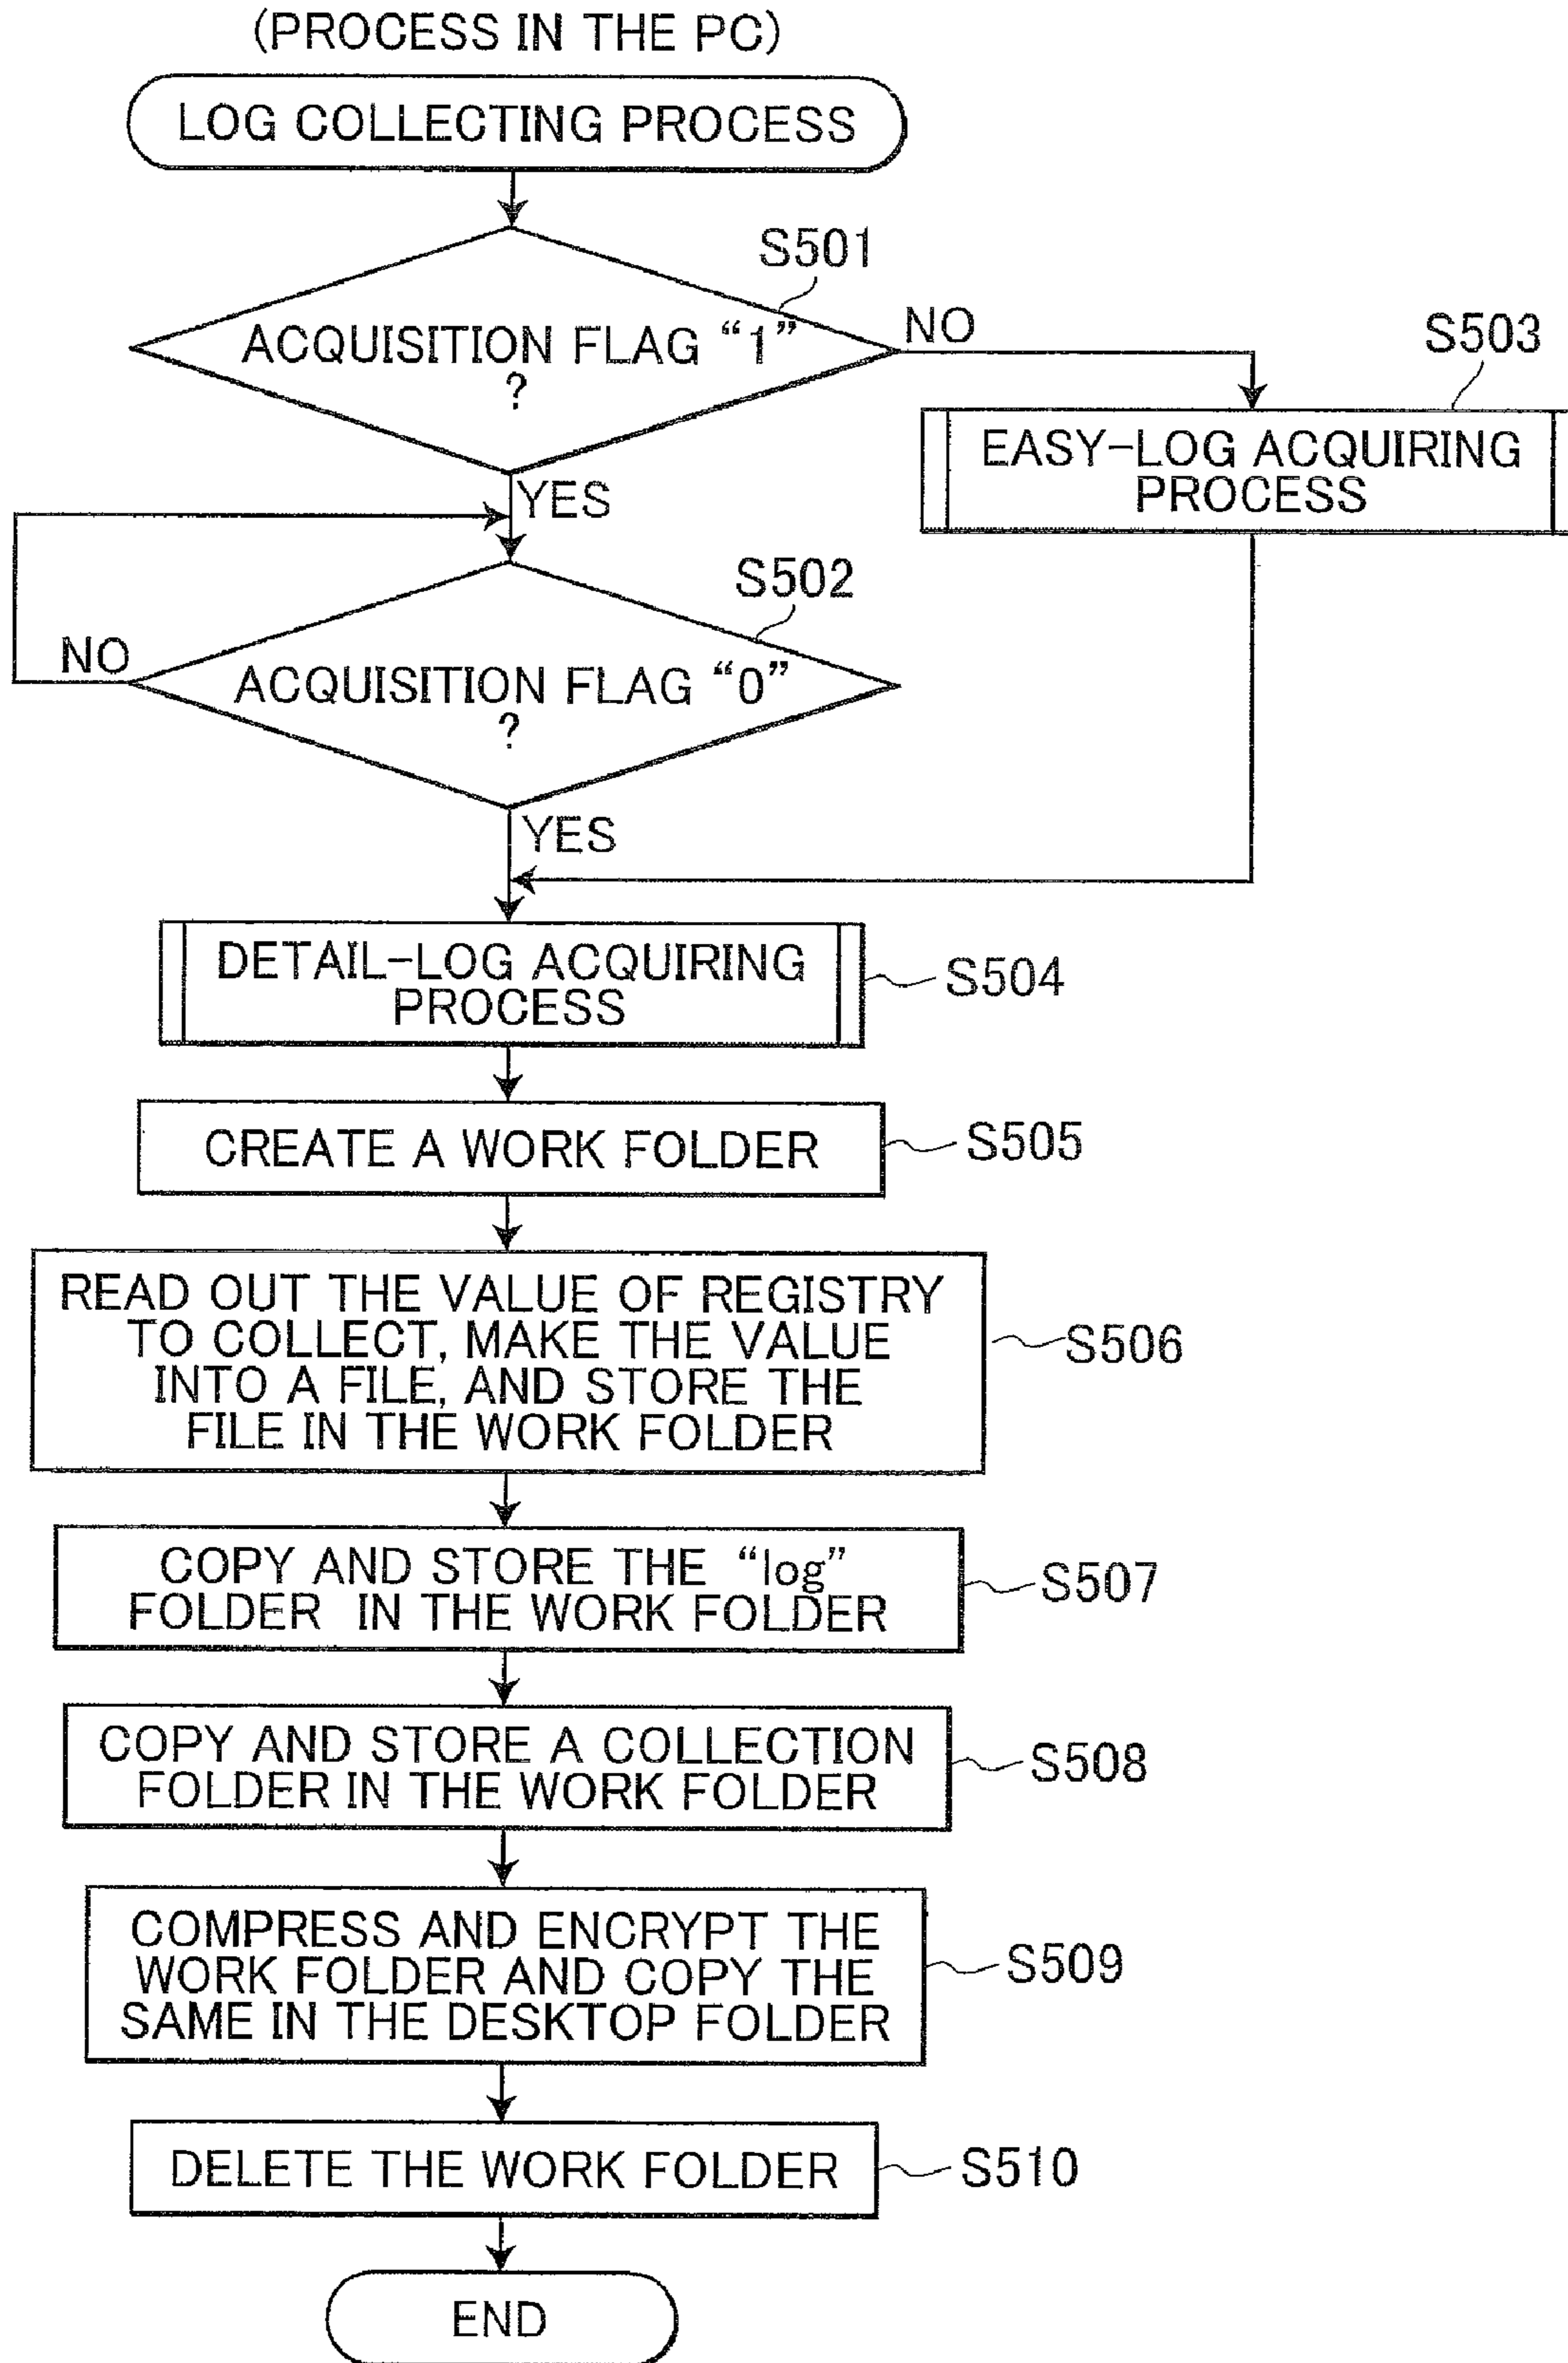 (PROCESS IN THE PC)
LOG COLLECTING PROCESS
S501
ACQUISITION FLAG “1”
?
NO
S503
EASY-LOG ACQUIRING
PROCESS
YES
S502
NO
ACQUISITION FLAG “0”
?
YES
DETAIL-LOG ACQUIRING
PROCESS
S504
CREATE A WORK FOLDER
S505
READ OUT THE VALUE OF REGISTRY
TO COLLECT, MAKE THE VALUE
INTO A FILE, AND STORE THE
FILE IN THE WORK FOLDER
S506
COPY AND STORE THE “log”
FOLDER IN THE WORK FOLDER
S507
COPY AND STORE A COLLECTION
FOLDER IN THE WORK FOLDER
S508
COMPRESS AND ENCRYPT THE
WORK FOLDER AND COPY THE
SAME IN THE DESKTOP FOLDER
S509
DELETE THE WORK FOLDER
S510
END